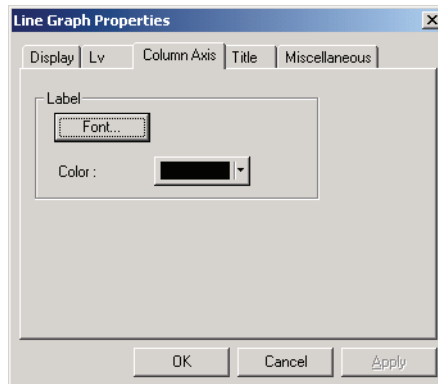 Line Graph Properties
Display Lv Column Axis Title Miscellaneous
Label
Font...
Color :
OK Cancel Apply